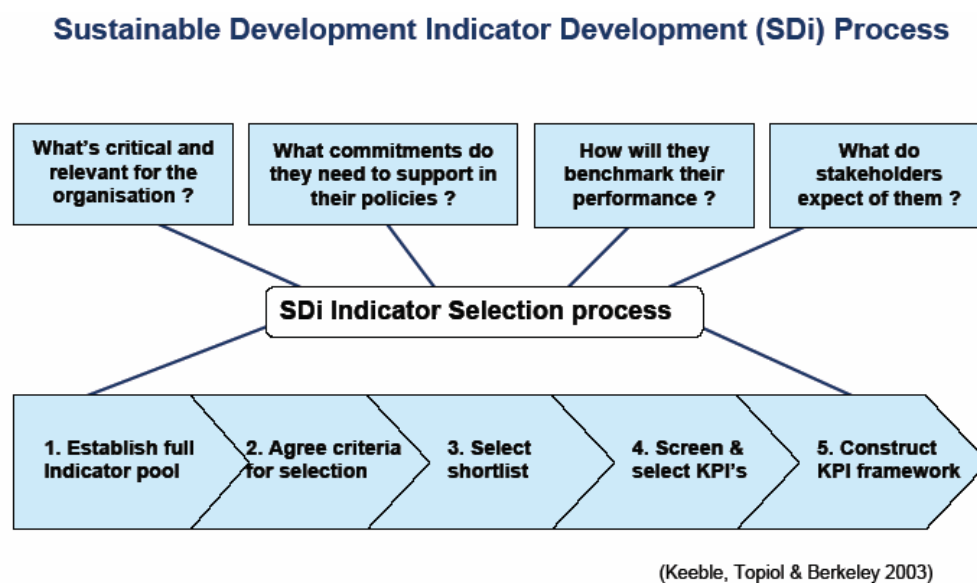 Sustainable Development Indicator Development (SDi) Process
What's critical and
relevant for the
organisation ?
What commitments do
they need to support in
their policies ?
How will they
benchmark their
performance ?
What do
stakeholders
expect of them ?
SDi Indicator Selection process
1. Establish full
Indicator pool
2. Agree criteria
for selection
3. Select
shortlist
4. Screen &
select KPI's
5. Construct
KPI framework
(Keeble, Topiol & Berkeley 2003)